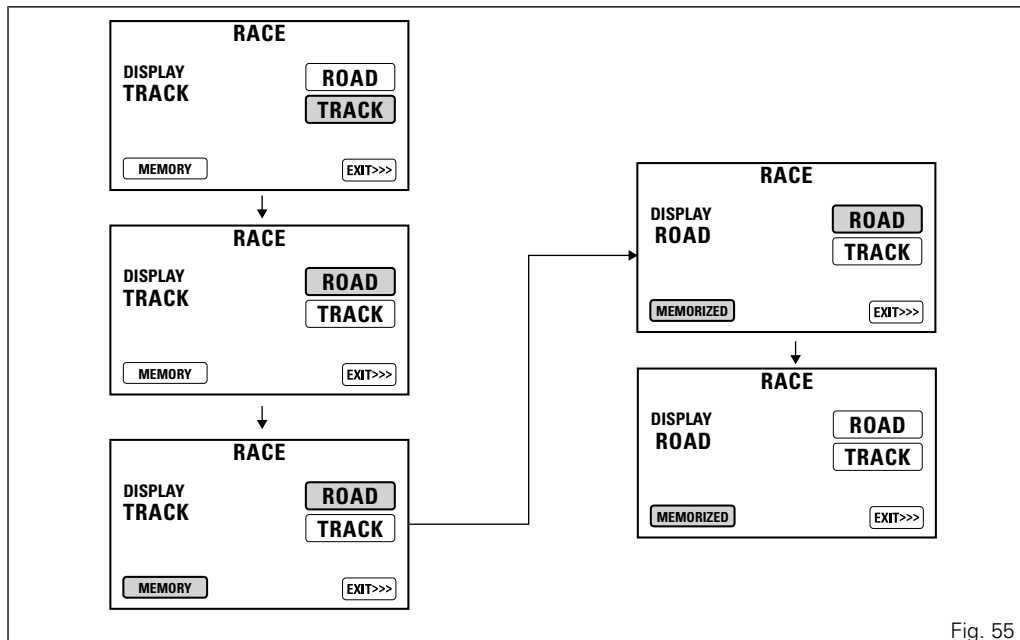 RACE
DISPLAY
TRACK
ROAD
TRACK
MEMORY
EXIT>>>
RACE
DISPLAY
TRACK
ROAD
TRACK
MEMORY
EXIT>>>
RACE
DISPLAY
TRACK
ROAD
TRACK
MEMORY
EXIT>>>
RACE
DISPLAY
ROAD
ROAD
TRACK
MEMORIZED
EXIT>>>
RACE
DISPLAY
ROAD
ROAD
TRACK
MEMORIZED
EXIT>>>
Fig. 55